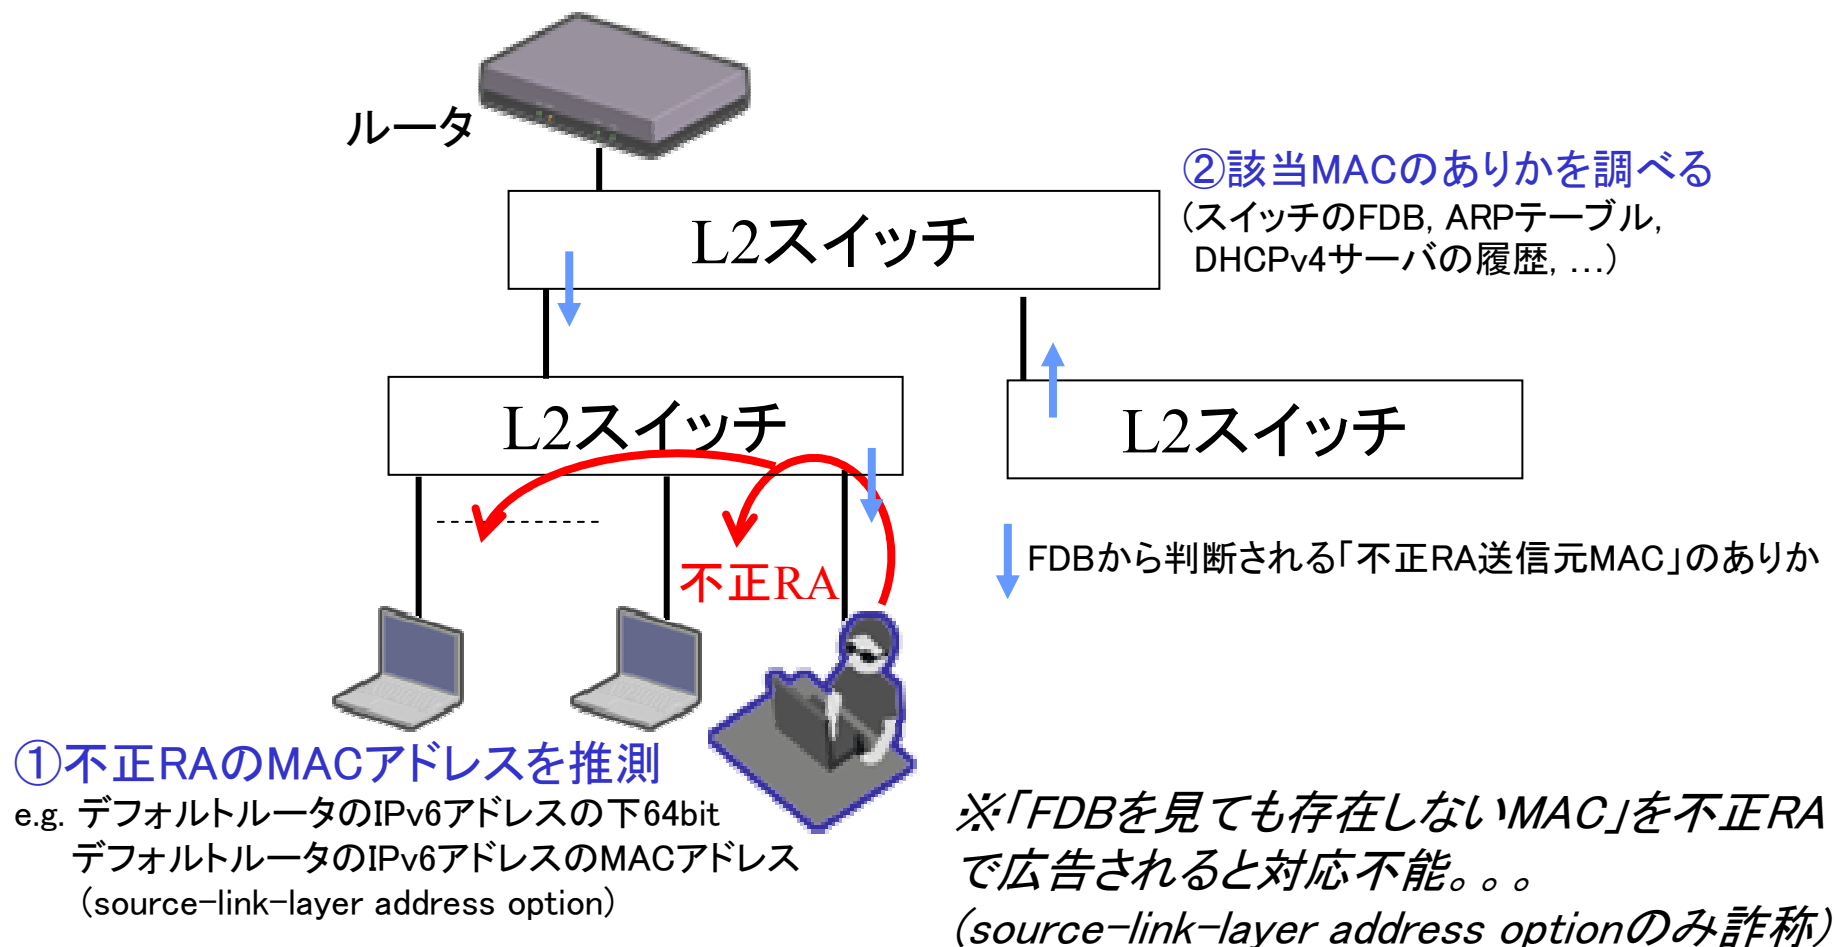 ルータ
②該当MACのありかを調べる
(スイッチのFDB, ARPテーブル,
DHCPv4サーバの履歴, …)
L2スイッチ
L2スイッチ
L2スイッチ
不正RA
FDBから判断される「不正RA送信元MAC」のありか
①不正RAのMACアドレスを推測
e.g. デフォルトルータのIPv6アドレスの下64bit
デフォルトルータのIPv6アドレスのMACアドレス
(source-link-layer address option)
※「FDBを見ても存在しないMAC」を不正RA
で広告されると対応不能。。。
(source-link-layer address optionのみ詐称)